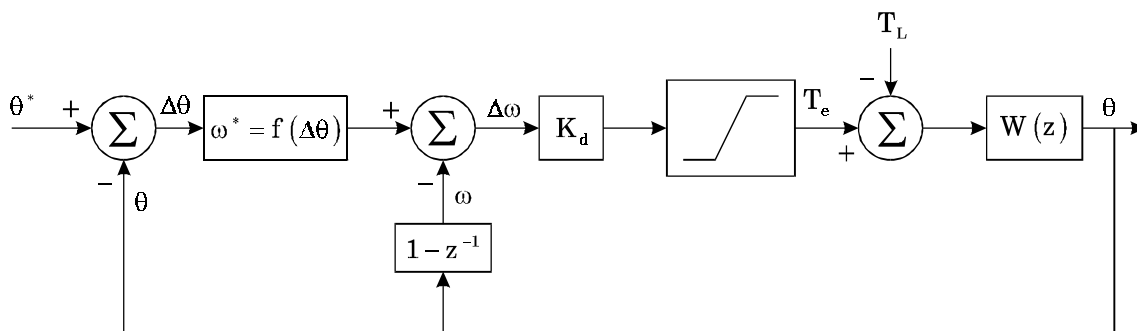 T_L
−
θ* + Σ Δθ ω* = f(Δθ) + Σ Δω K_d T_e + Σ W(z) θ
− θ
− ω
1 − z⁻¹